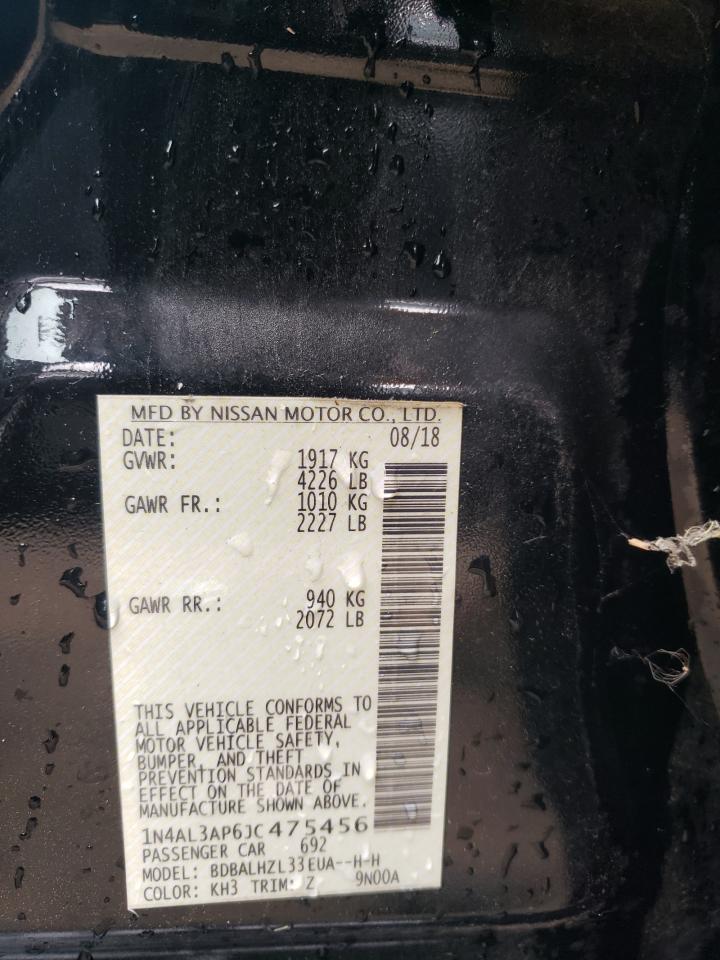 MFD BY NISSAN MOTOR CO., LTD.
DATE: 08/18
GVWR: 1917 KG
4226 LB
GAWR FR.: 1010 KG
2227 LB
GAWR RR.: 940 KG
2072 LB
THIS VEHICLE CONFORMS TO
ALL APPLICABLE FEDERAL
MOTOR VEHICLE SAFETY,
BUMPER, AND THEFT
PREVENTION STANDARDS IN
EFFECT ON THE DATE OF
MANUFACTURE SHOWN ABOVE.
1N4AL3AP6JC475456
PASSENGER CAR 692
MODEL: BDBALHZL33EUA--H-H
COLOR: KH3 TRIM: Z 9N00A